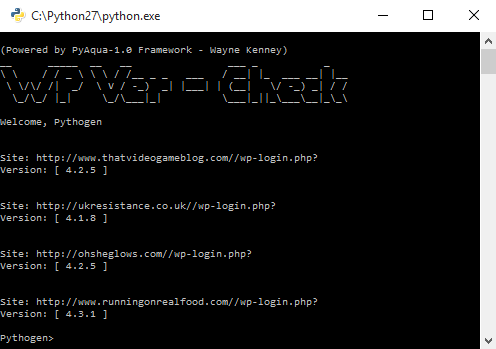 C:\Python27\python.exe
(Powered by PyAqua-1.0 Framework - Wayne Kenney)
WP Ver - Check
Welcome, Pythogen
Site: http://www.thatvideogameblog.com//wp-login.php?
Version: [ 4.2.5 ]
Site: http://ukresistance.co.uk//wp-login.php?
Version: [ 4.1.8 ]
Site: http://ohsheglows.com//wp-login.php?
Version: [ 4.2.5 ]
Site: http://www.runningonrealfood.com//wp-login.php?
Version: [ 4.3.1 ]
Pythogen>